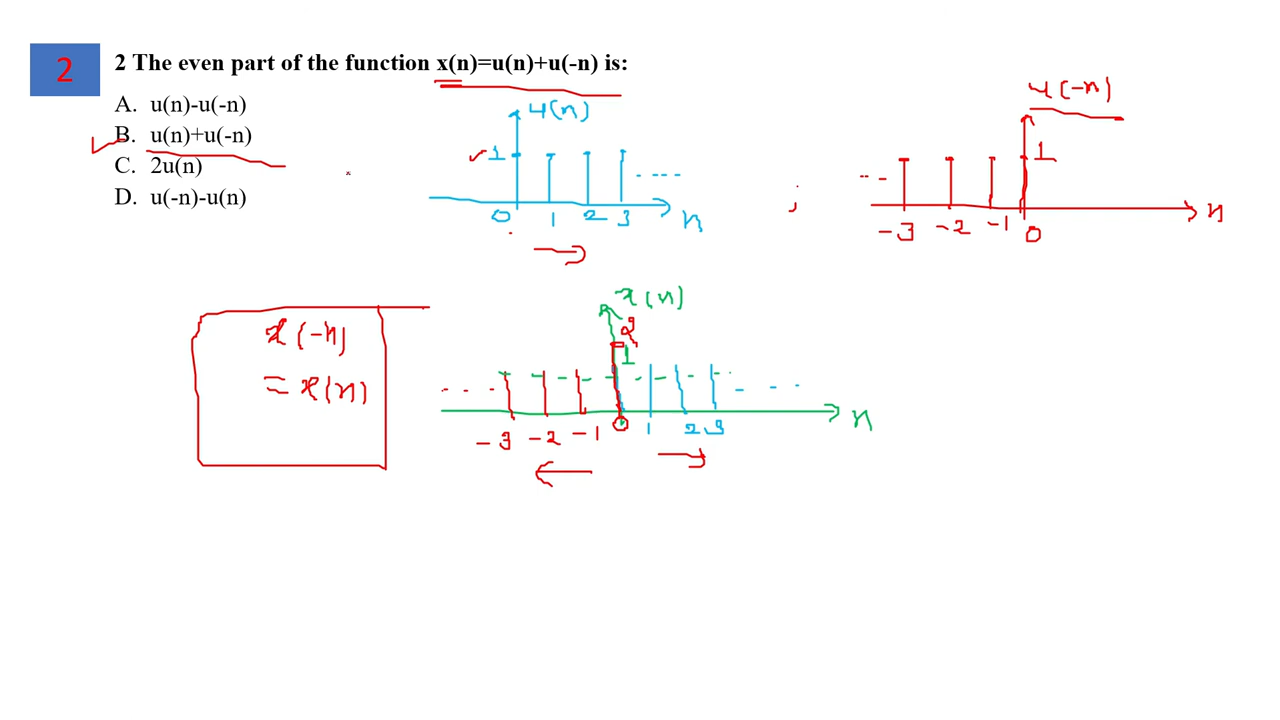 2
2 The even part of the function x(n)=u(n)+u(-n) is:
A. u(n)-u(-n)
B. u(n)+u(-n)
C. 2u(n)
D. u(-n)-u(n)
u(n)
1
0 1 2 3 n
u(-n)
1
-3 -2 -1 0 n
;
x(-n)
= x(n)
x(n)
2
1
-3 -2 -1 0 1 2 3 n